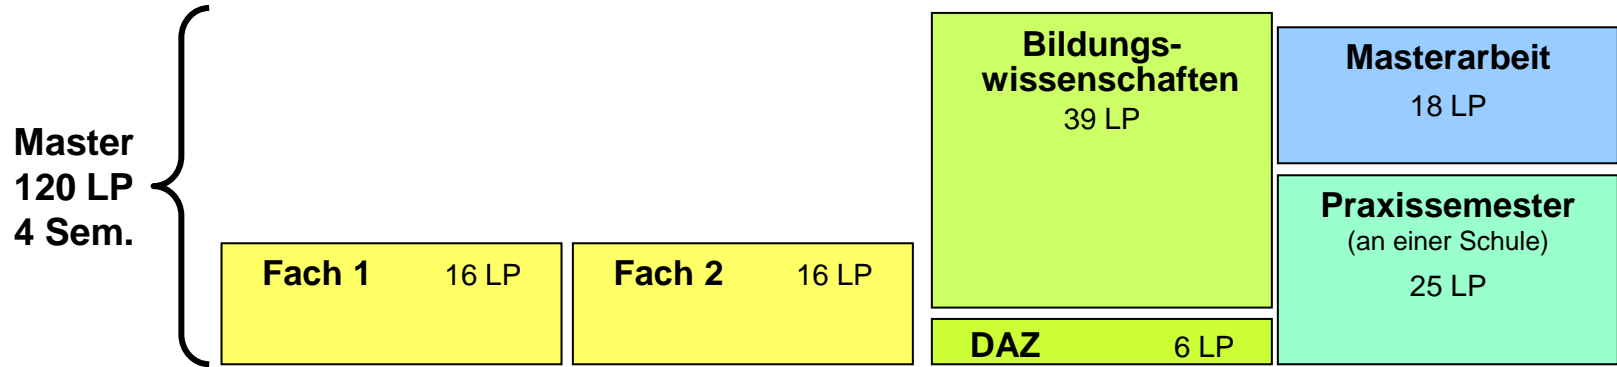 Master
120 LP
4 Sem.
Fach 1 16 LP
Fach 2 16 LP
Bildungs-
wissenschaften
39 LP
DAZ 6 LP
Masterarbeit
18 LP
Praxissemester
(an einer Schule)
25 LP